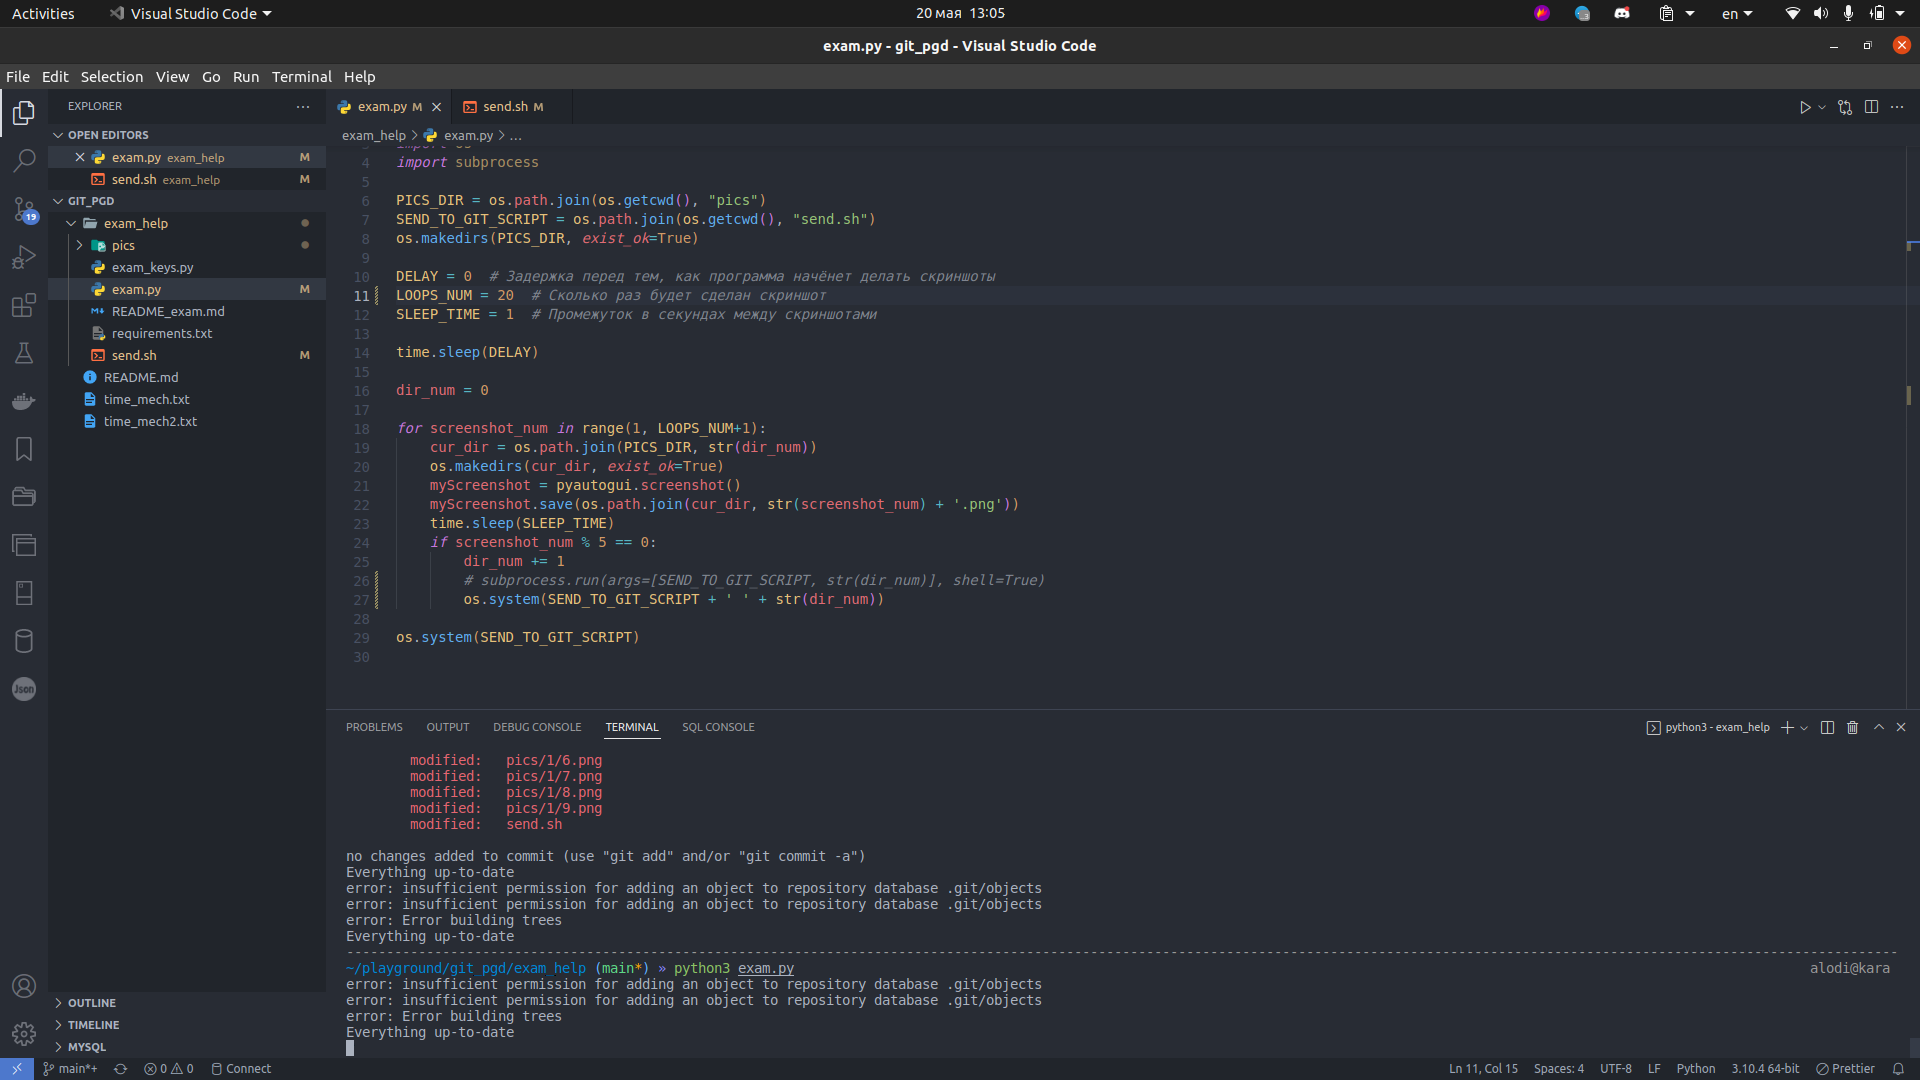 Activities
Visual Studio Code
20 мая 13:05
en
exam.py - git_pgd - Visual Studio Code
File Edit Selection View Go Run Terminal Help
EXPLORER
OPEN EDITORS
exam.py exam_help M
send.sh exam_help M
GIT_PGD
exam_help
pics
exam_keys.py
exam.py M
README_exam.md
requirements.txt
send.sh M
README.md
time_mech.txt
time_mech2.txt
OUTLINE
TIMELINE
MYSQL
19
Json
exam.py M
send.sh M
exam_help > exam.py > ...
4 import subprocess
5
6 PICS_DIR = os.path.join(os.getcwd(), "pics")
7 SEND_TO_GIT_SCRIPT = os.path.join(os.getcwd(), "send.sh")
8 os.makedirs(PICS_DIR, exist_ok=True)
9
10 DELAY = 0  # Задержка перед тем, как программа начёнет делать скриншоты
11 LOOPS_NUM = 20  # Сколько раз будет сделан скриншот
12 SLEEP_TIME = 1  # Промежуток в секундах между скриншотами
13
14 time.sleep(DELAY)
15
16 dir_num = 0
17
18 for screenshot_num in range(1, LOOPS_NUM+1):
19     cur_dir = os.path.join(PICS_DIR, str(dir_num))
20     os.makedirs(cur_dir, exist_ok=True)
21     myScreenshot = pyautogui.screenshot()
22     myScreenshot.save(os.path.join(cur_dir, str(screenshot_num) + '.png'))
23     time.sleep(SLEEP_TIME)
24     if screenshot_num % 5 == 0:
25         dir_num += 1
26         # subprocess.run(args=[SEND_TO_GIT_SCRIPT, str(dir_num)], shell=True)
27         os.system(SEND_TO_GIT_SCRIPT + ' ' + str(dir_num))
28
29 os.system(SEND_TO_GIT_SCRIPT)
30
PROBLEMS OUTPUT DEBUG CONSOLE TERMINAL SQL CONSOLE
python3 - exam_help
modified:   pics/1/6.png
modified:   pics/1/7.png
modified:   pics/1/8.png
modified:   pics/1/9.png
modified:   send.sh
no changes added to commit (use "git add" and/or "git commit -a")
Everything up-to-date
error: insufficient permission for adding an object to repository database .git/objects
error: insufficient permission for adding an object to repository database .git/objects
error: Error building trees
Everything up-to-date
~/playground/git_pgd/exam_help (main*) » python3 exam.py alodi@kara
error: insufficient permission for adding an object to repository database .git/objects
error: insufficient permission for adding an object to repository database .git/objects
error: Error building trees
Everything up-to-date
main*+ 0 0 Connect
Ln 11, Col 15 Spaces: 4 UTF-8 LF Python 3.10.4 64-bit Prettier